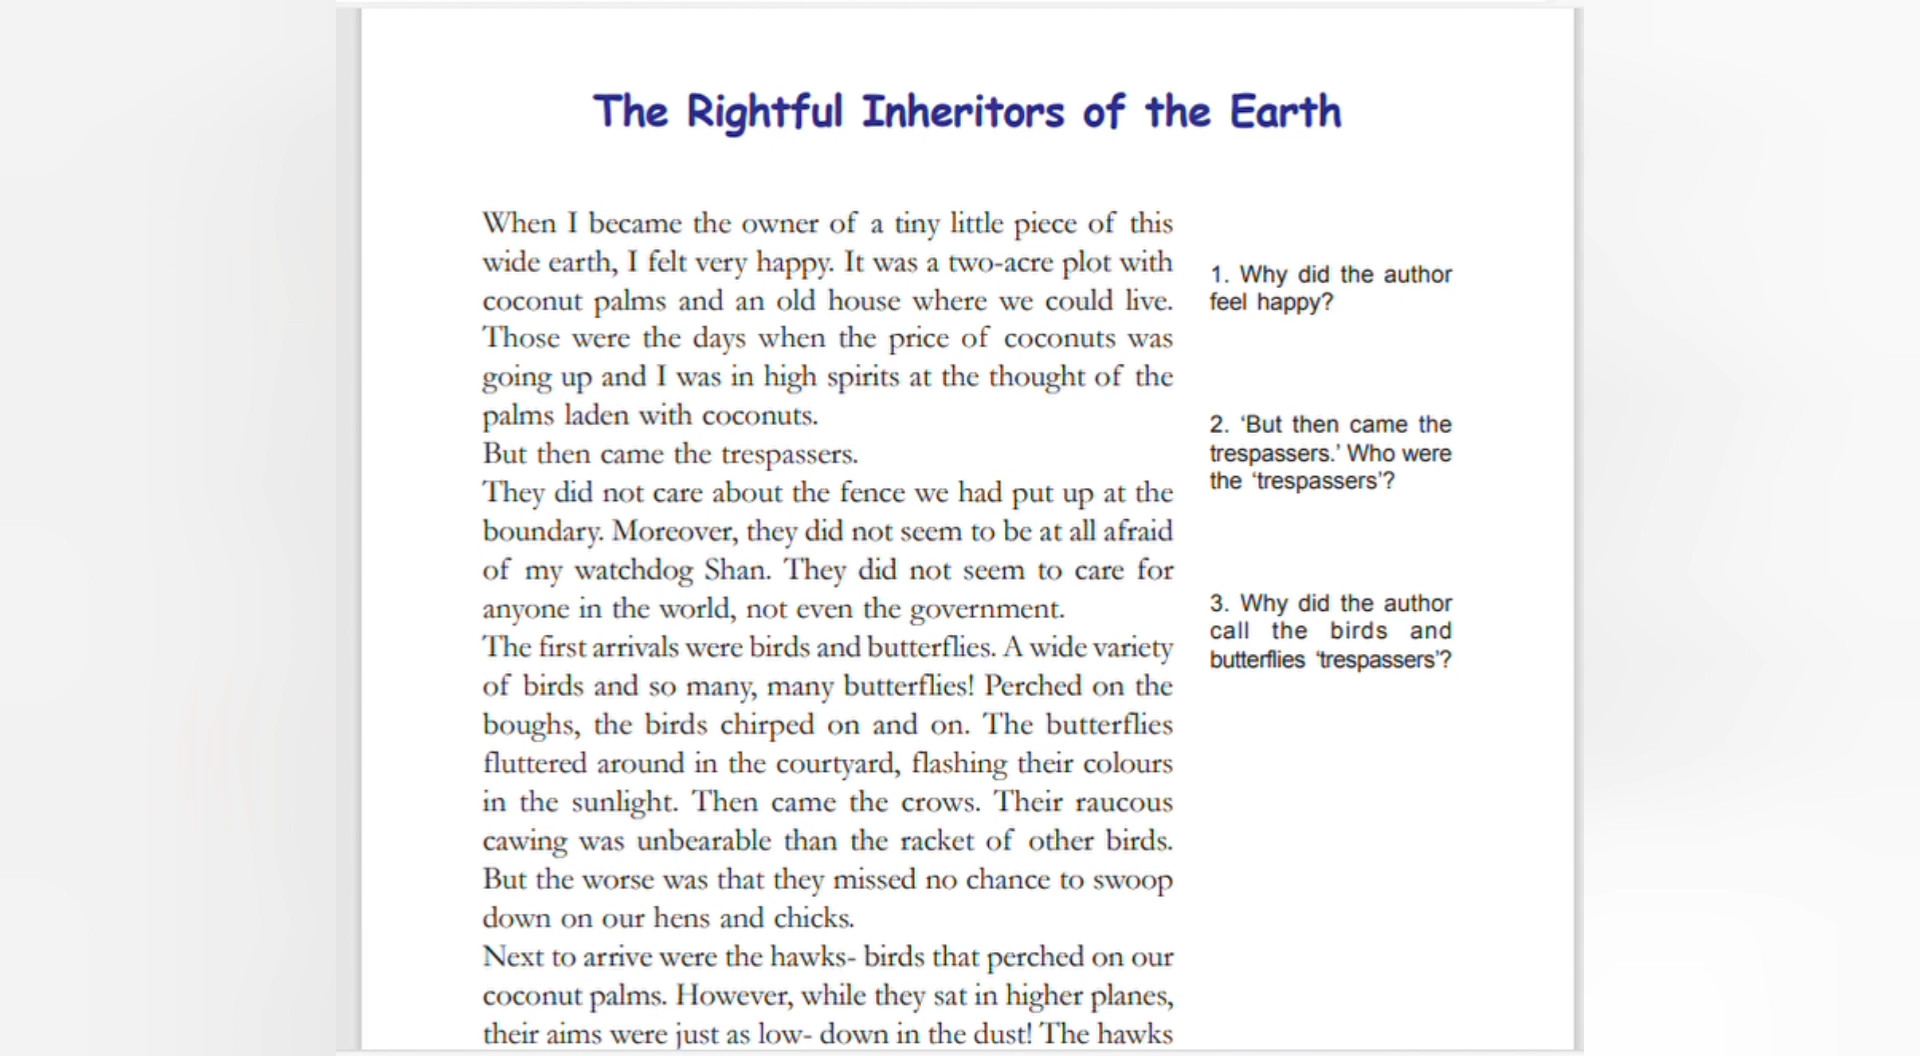 The Rightful Inheritors of the Earth
When I became the owner of a tiny little piece of this
wide earth, I felt very happy. It was a two-acre plot with
coconut palms and an old house where we could live.
Those were the days when the price of coconuts was
going up and I was in high spirits at the thought of the
palms laden with coconuts.
But then came the trespassers.
They did not care about the fence we had put up at the
boundary. Moreover, they did not seem to be at all afraid
of my watchdog Shan. They did not seem to care for
anyone in the world, not even the government.
The first arrivals were birds and butterflies. A wide variety
of birds and so many, many butterflies! Perched on the
boughs, the birds chirped on and on. The butterflies
fluttered around in the courtyard, flashing their colours
in the sunlight. Then came the crows. Their raucous
cawing was unbearable than the racket of other birds.
But the worse was that they missed no chance to swoop
down on our hens and chicks.
Next to arrive were the hawks- birds that perched on our
coconut palms. However, while they sat in higher planes,
their aims were just as low- down in the dust! The hawks
1. Why did the author
feel happy?
2. ‘But then came the
trespassers.’ Who were
the ‘trespassers’?
3. Why did the author
call the birds and
butterflies ‘trespassers’?